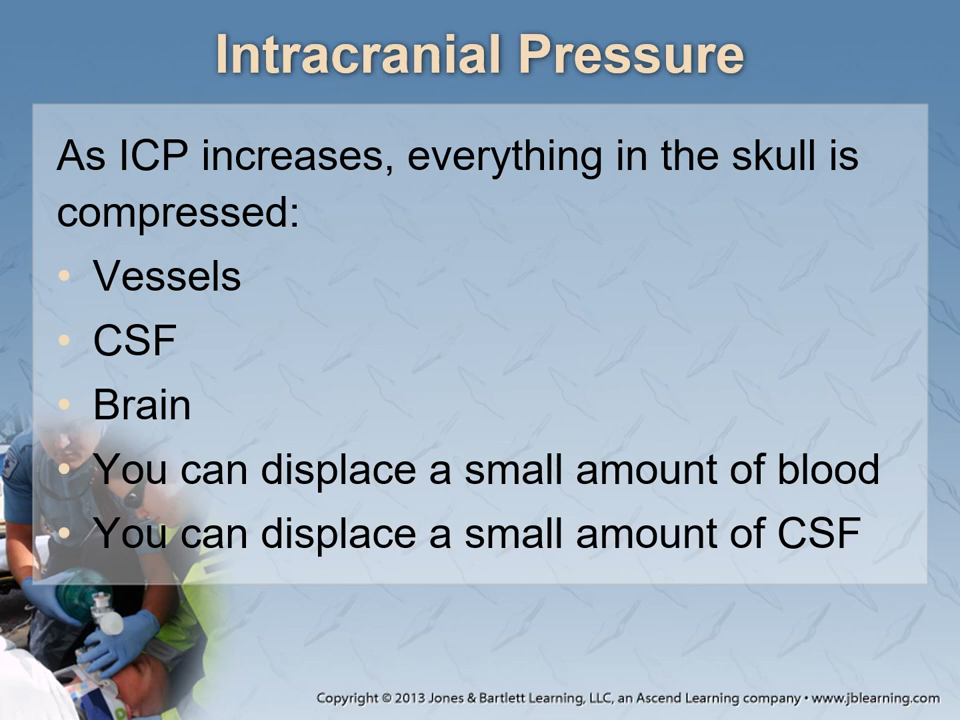 Intracranial Pressure
As ICP increases, everything in the skull is
compressed:
• Vessels
• CSF
• Brain
• You can displace a small amount of blood
• You can displace a small amount of CSF
Copyright © 2013 Jones & Bartlett Learning, LLC, an Ascend Learning company • www.jblearning.com